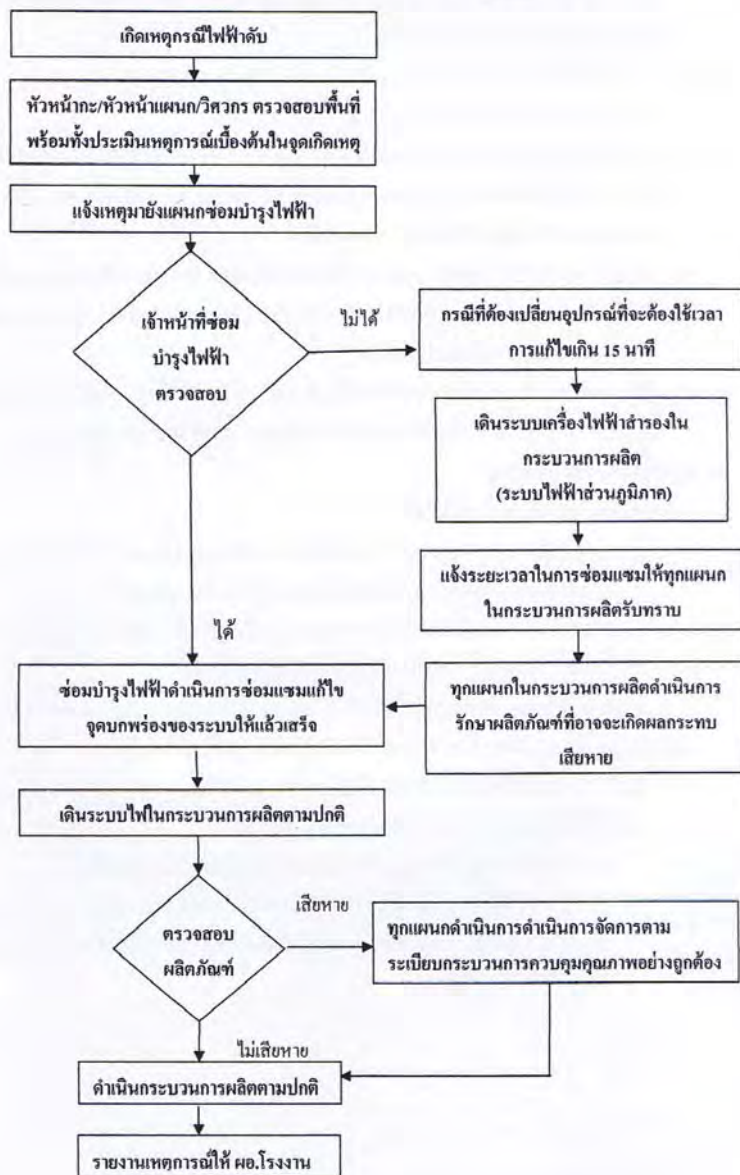 เกิดเหตุกรณีไฟฟ้าดับ
หัวหน้ากะ/หัวหน้าแผนก/วิศวกร ตรวจสอบพื้นที่
พร้อมทั้งประเมินเหตุการณ์เบื้องต้นในจุดเกิดเหตุ
แจ้งเหตุมายังแผนกซ่อมบำรุงไฟฟ้า
เจ้าหน้าที่ซ่อม
บำรุงไฟฟ้า
ตรวจสอบ
ไม่ได้
กรณีที่ต้องเปลี่ยนอุปกรณ์ที่จะต้องใช้เวลา
การแก้ไขเกิน 15 นาที
เดินระบบเครื่องไฟฟ้าสำรองใน
กระบวนการผลิต
(ระบบไฟฟ้าส่วนภูมิภาค)
แจ้งระยะเวลาในการซ่อมแซมให้ทุกแผนก
ในกระบวนการผลิตรับทราบ
ทุกแผนกในกระบวนการผลิตดำเนินการ
รักษาผลิตภัณฑ์ที่อาจจะเกิดผลกระทบ
เสียหาย
ได้
ซ่อมบำรุงไฟฟ้าดำเนินการซ่อมแซมแก้ไข
จุดบกพร่องของระบบให้แล้วเสร็จ
เดินระบบไฟในกระบวนการผลิตตามปกติ
ตรวจสอบ
ผลิตภัณฑ์
เสียหาย
ทุกแผนกดำเนินการดำเนินการจัดการตาม
ระเบียบกระบวนการควบคุมคุณภาพอย่างถูกต้อง
ไม่เสียหาย
ดำเนินกระบวนการผลิตตามปกติ
รายงานเหตุการณ์ให้ ผอ.โรงงาน